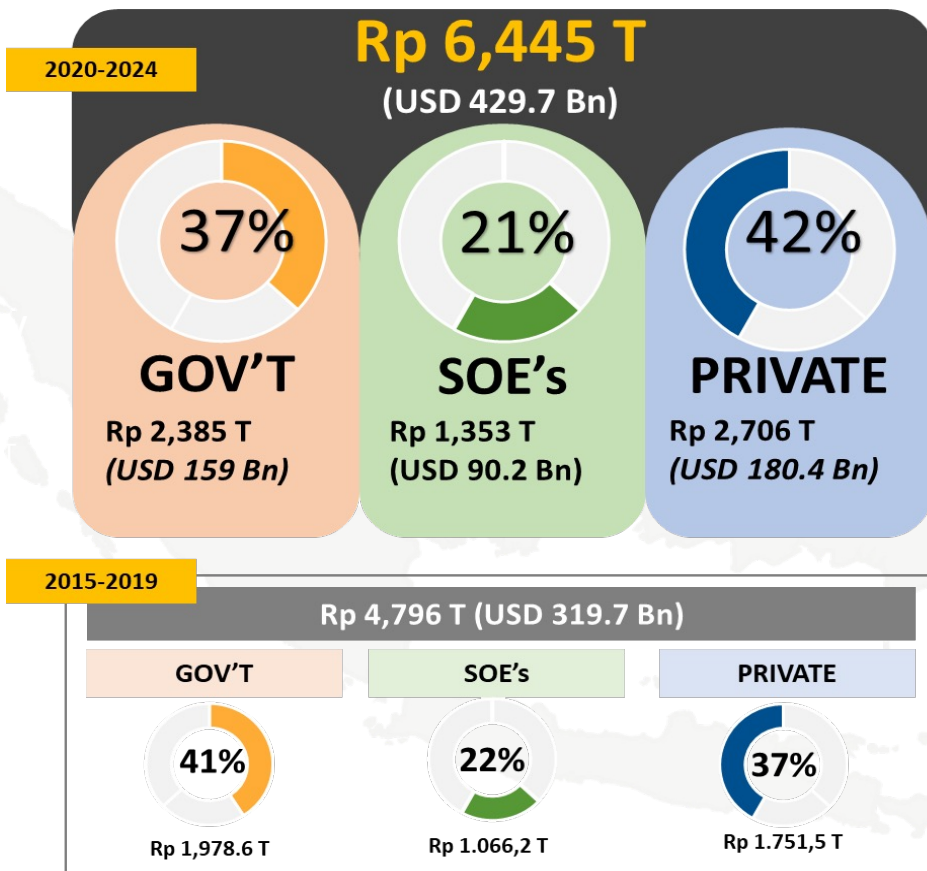 2020-2024
Rp 6,445 T
(USD 429.7 Bn)
37%
21%
42%
GOV'T
SOE's
PRIVATE
Rp 2,385 T
(USD 159 Bn)
Rp 1,353 T
(USD 90.2 Bn)
Rp 2,706 T
(USD 180.4 Bn)
2015-2019
Rp 4,796 T (USD 319.7 Bn)
GOV'T
SOE's
PRIVATE
41%
22%
37%
Rp 1,978.6 T
Rp 1.066,2 T
Rp 1.751,5 T